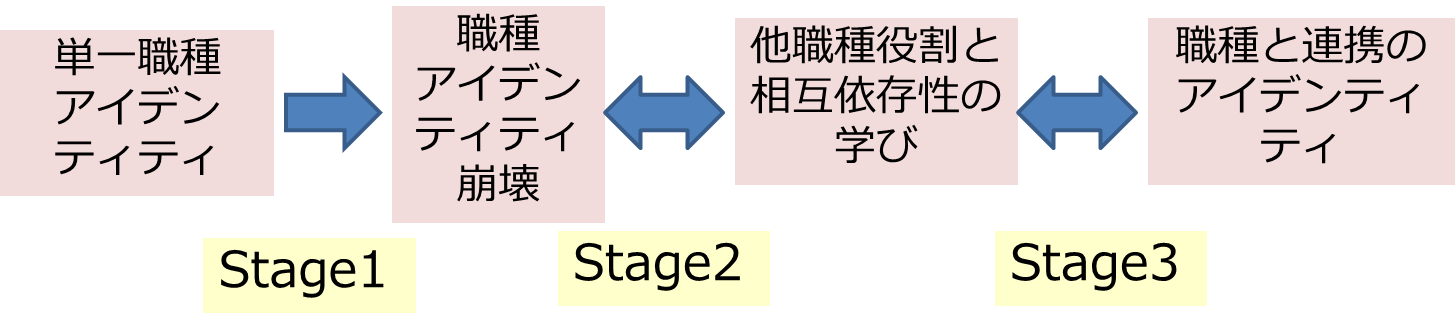 単一職種
アイデン
ティティ
職種
アイデン
ティティ
崩壊
他職種役割と
相互依存性の
学び
職種と連携の
アイデンティ
ティ
Stage1
Stage2
Stage3